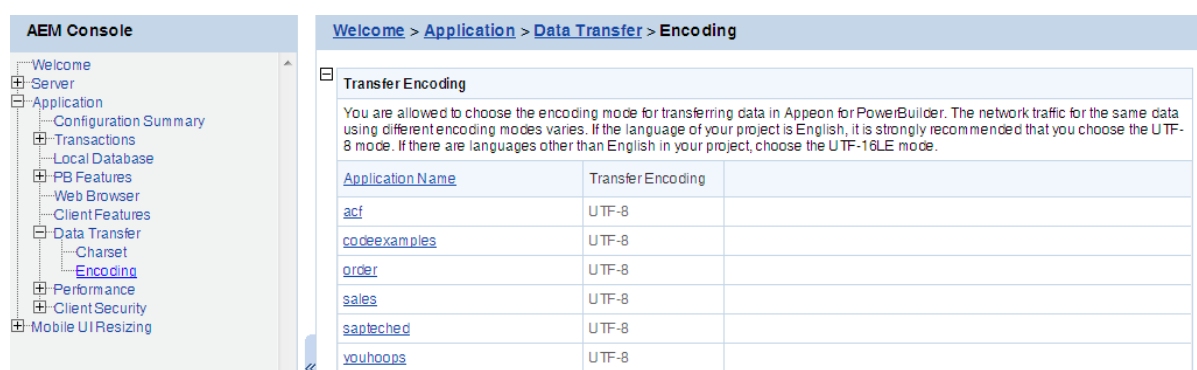 AEM Console
Welcome
Server
Application
Configuration Summary
Transactions
Local Database
PB Features
Web Browser
Client Features
Data Transfer
Charset
Encoding
Performance
Client Security
Mobile UI Resizing
Welcome > Application > Data Transfer > Encoding
Transfer Encoding
You are allowed to choose the encoding mode for transferring data in Appeon for PowerBuilder. The network traffic for the same data
using different encoding modes varies. If the language of your project is English, it is strongly recommended that you choose the UTF-
8 mode. If there are languages other than English in your project, choose the UTF-16LE mode.
Application Name Transfer Encoding
acf UTF-8
codeexamples UTF-8
order UTF-8
sales UTF-8
sapteched UTF-8
youhoops UTF-8